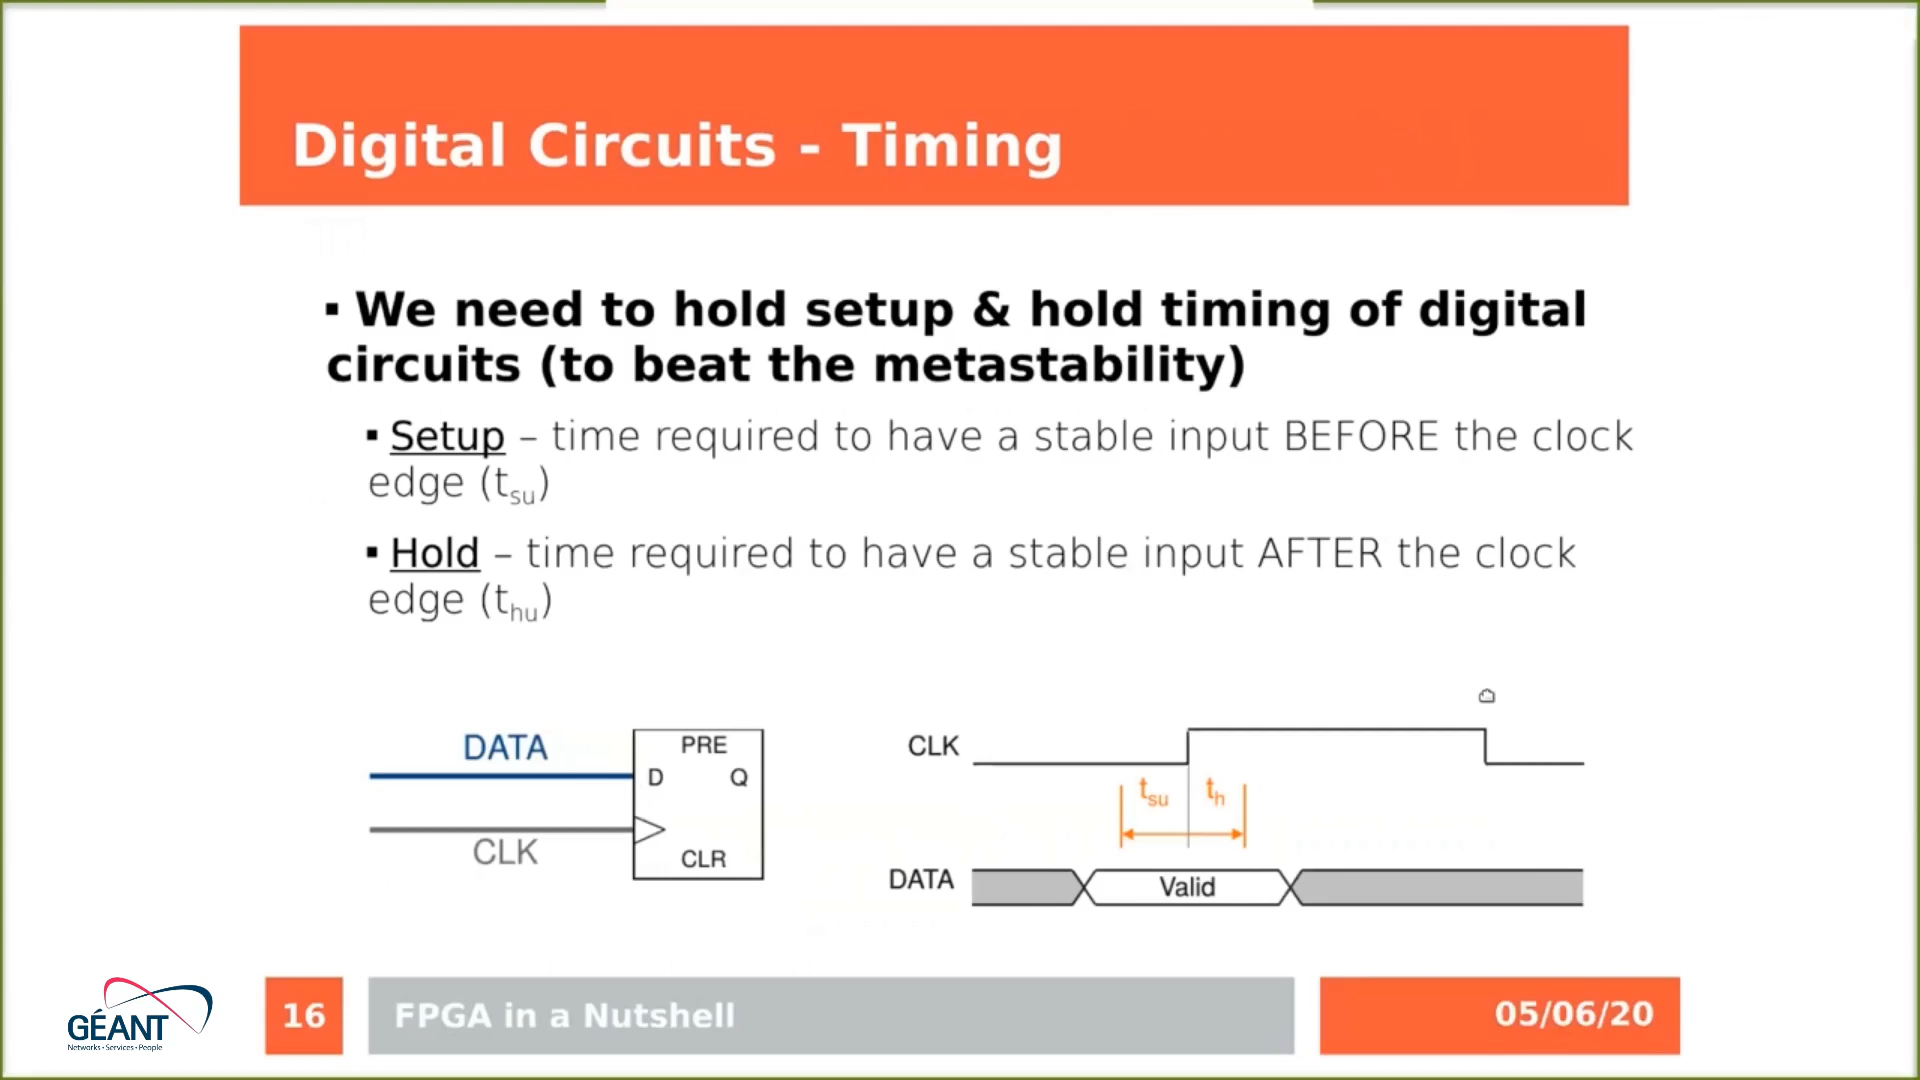 Digital Circuits - Timing
▪ We need to hold setup & hold timing of digital
circuits (to beat the metastability)
▪ Setup – time required to have a stable input BEFORE the clock
edge (tsu)
▪ Hold – time required to have a stable input AFTER the clock
edge (thu)
DATA
CLK
PRE
D Q
CLR
CLK
tsu th
DATA
Valid
GÉANT
Networks • Services • People
16
FPGA in a Nutshell
05/06/20